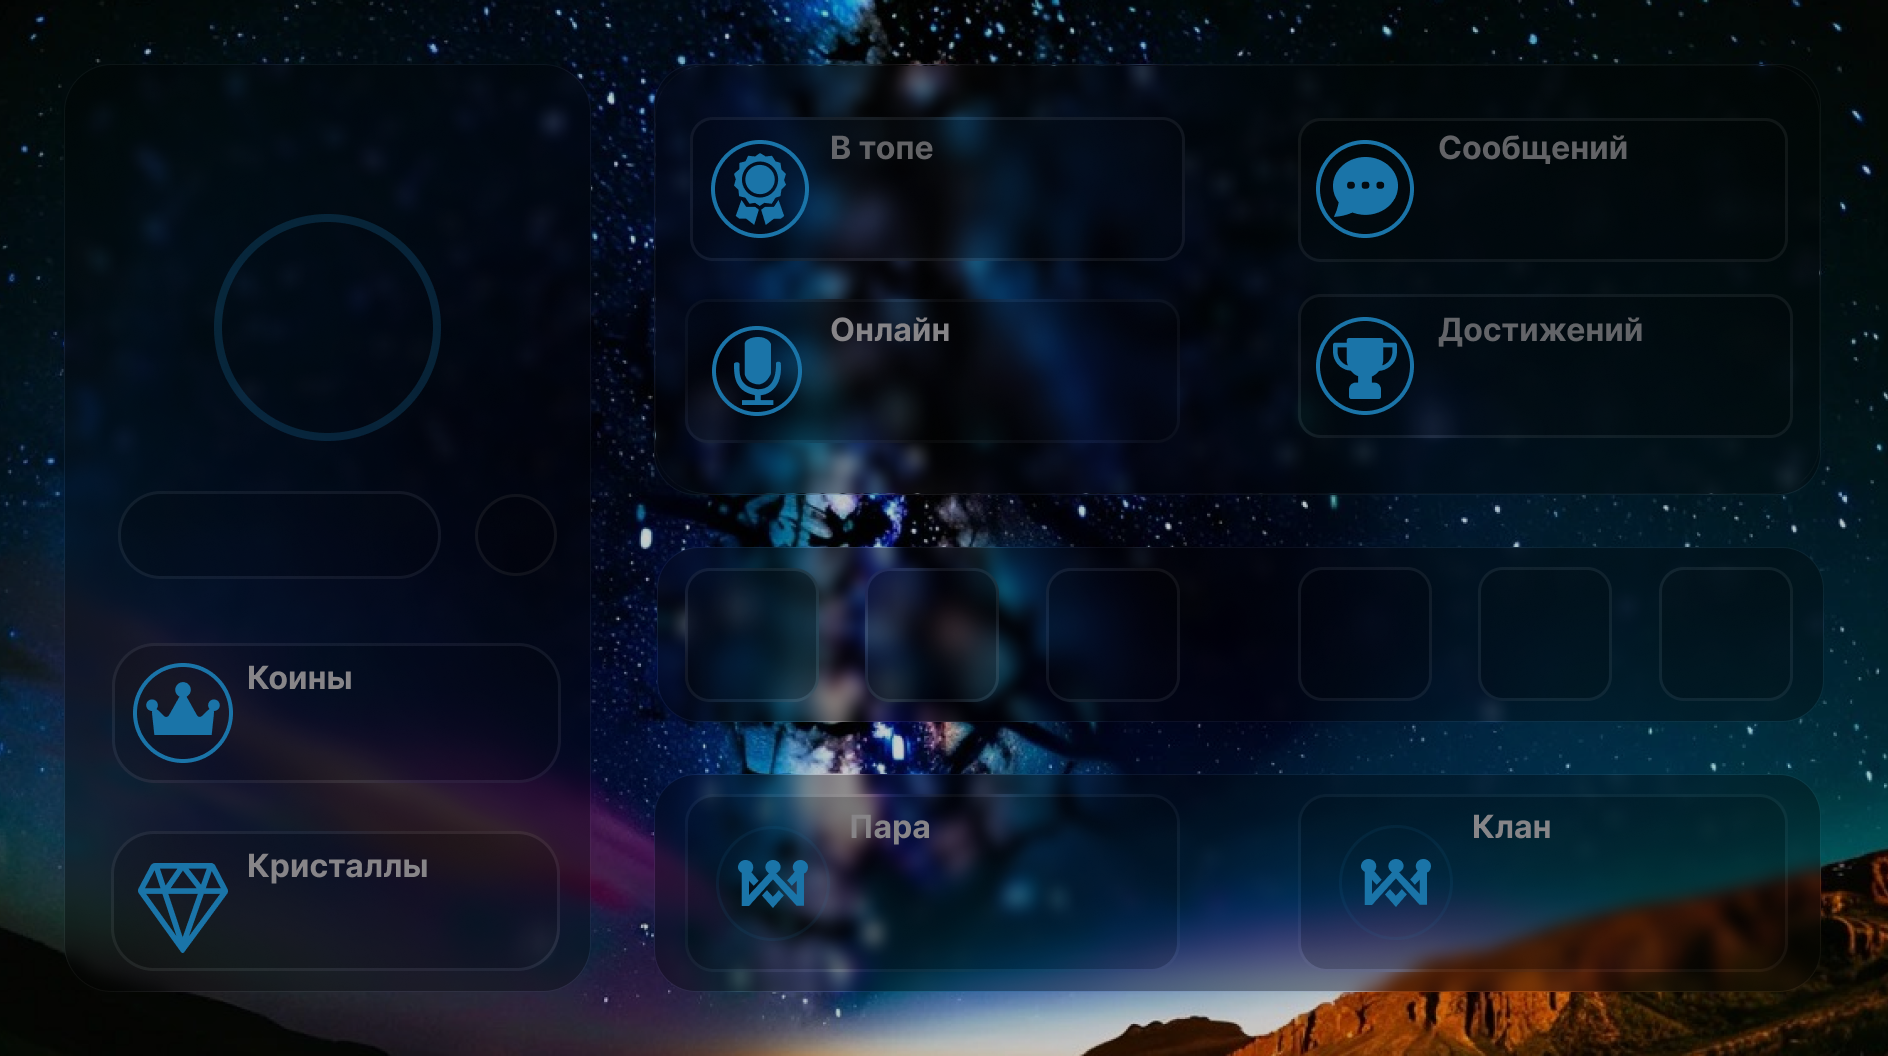 В топе
Сообщений
Онлайн
Достижений
Коины
Кристаллы
Пара
Клан